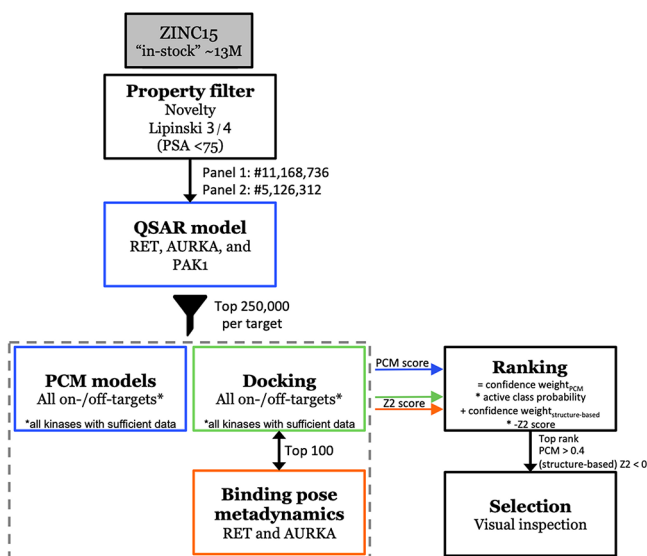 ZINC15
“in-stock” ~13M
Property filter
Novelty
Lipinski 3/4
(PSA <75)
Panel 1: #11,168,736
Panel 2: #5,126,312
QSAR model
RET, AURKA, and
PAK1
Top 250,000
per target
PCM models
All on-/off-targets*
*all kinases with sufficient data
Docking
All on-/off-targets*
*all kinases with sufficient data
PCM score
Z2 score
Ranking
= confidence weightPCM
* active class probability
+ confidence weightstructure-based
* -Z2 score
Top 100
Top rank
PCM > 0.4
(structure-based) Z2 < 0
Binding pose
metadynamics
RET and AURKA
Selection
Visual inspection